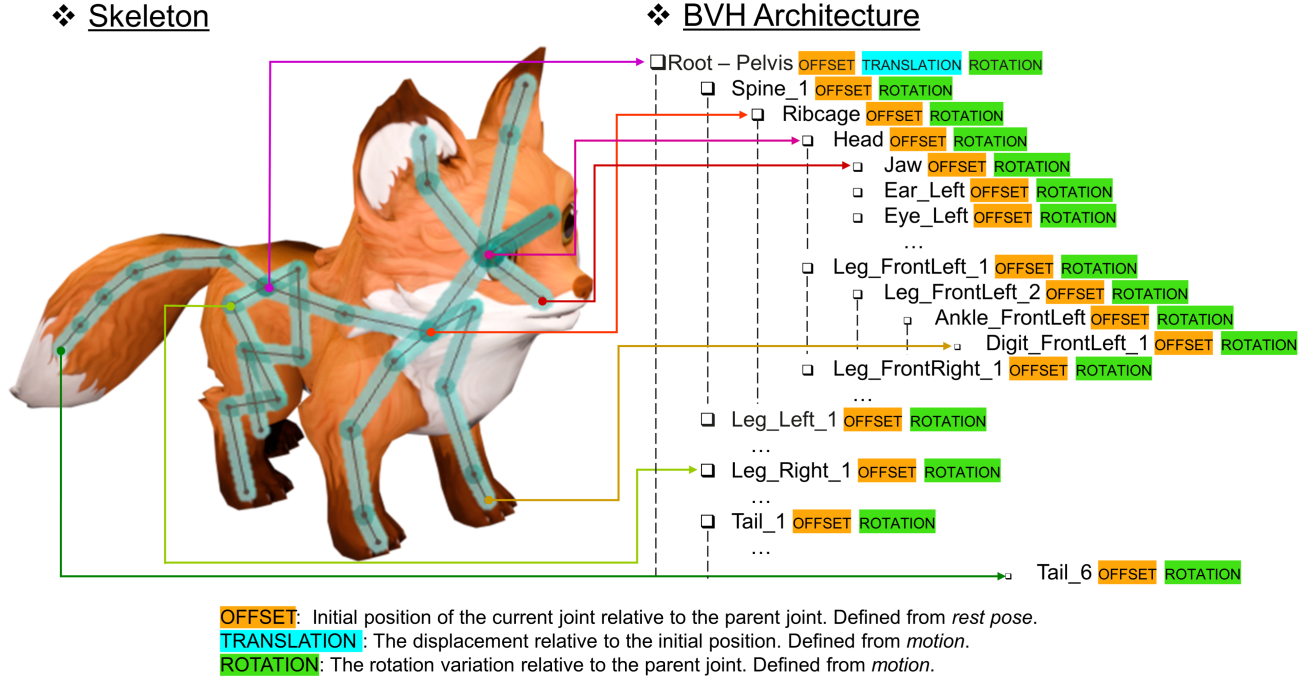 ❖ Skeleton
❖ BVH Architecture
Root – Pelvis OFFSET TRANSLATION ROTATION
Spine_1 OFFSET ROTATION
Ribcage OFFSET ROTATION
Head OFFSET ROTATION
Jaw OFFSET ROTATION
Ear_Left OFFSET ROTATION
Eye_Left OFFSET ROTATION
...
Leg_FrontLeft_1 OFFSET ROTATION
Leg_FrontLeft_2 OFFSET ROTATION
Ankle_FrontLeft OFFSET ROTATION
Digit_FrontLeft_1 OFFSET ROTATION
Leg_FrontRight_1 OFFSET ROTATION
...
Leg_Left_1 OFFSET ROTATION
...
Leg_Right_1 OFFSET ROTATION
...
Tail_1 OFFSET ROTATION
...
Tail_6 OFFSET ROTATION
OFFSET: Initial position of the current joint relative to the parent joint. Defined from rest pose.
TRANSLATION : The displacement relative to the initial position. Defined from motion.
ROTATION: The rotation variation relative to the parent joint. Defined from motion.